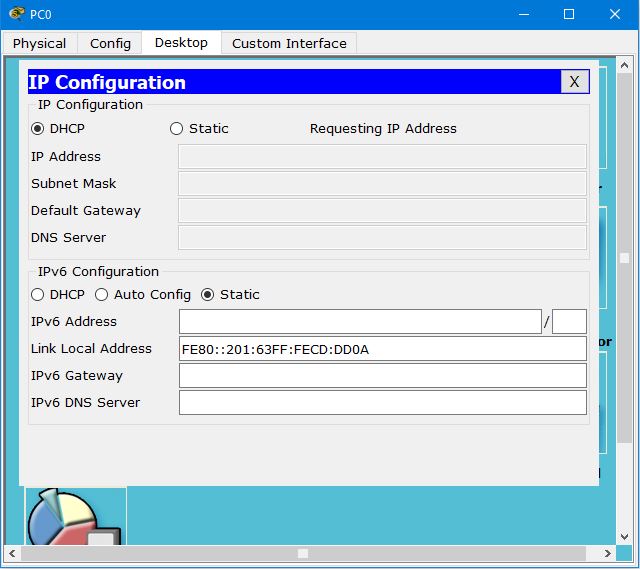 PC0
Physical Config Desktop Custom Interface
IP Configuration X
IP Configuration
DHCP Static Requesting IP Address
IP Address
Subnet Mask
Default Gateway
DNS Server
IPv6 Configuration
DHCP Auto Config Static
IPv6 Address /
Link Local Address FE80::201:63FF:FECD:DD0A
IPv6 Gateway
IPv6 DNS Server